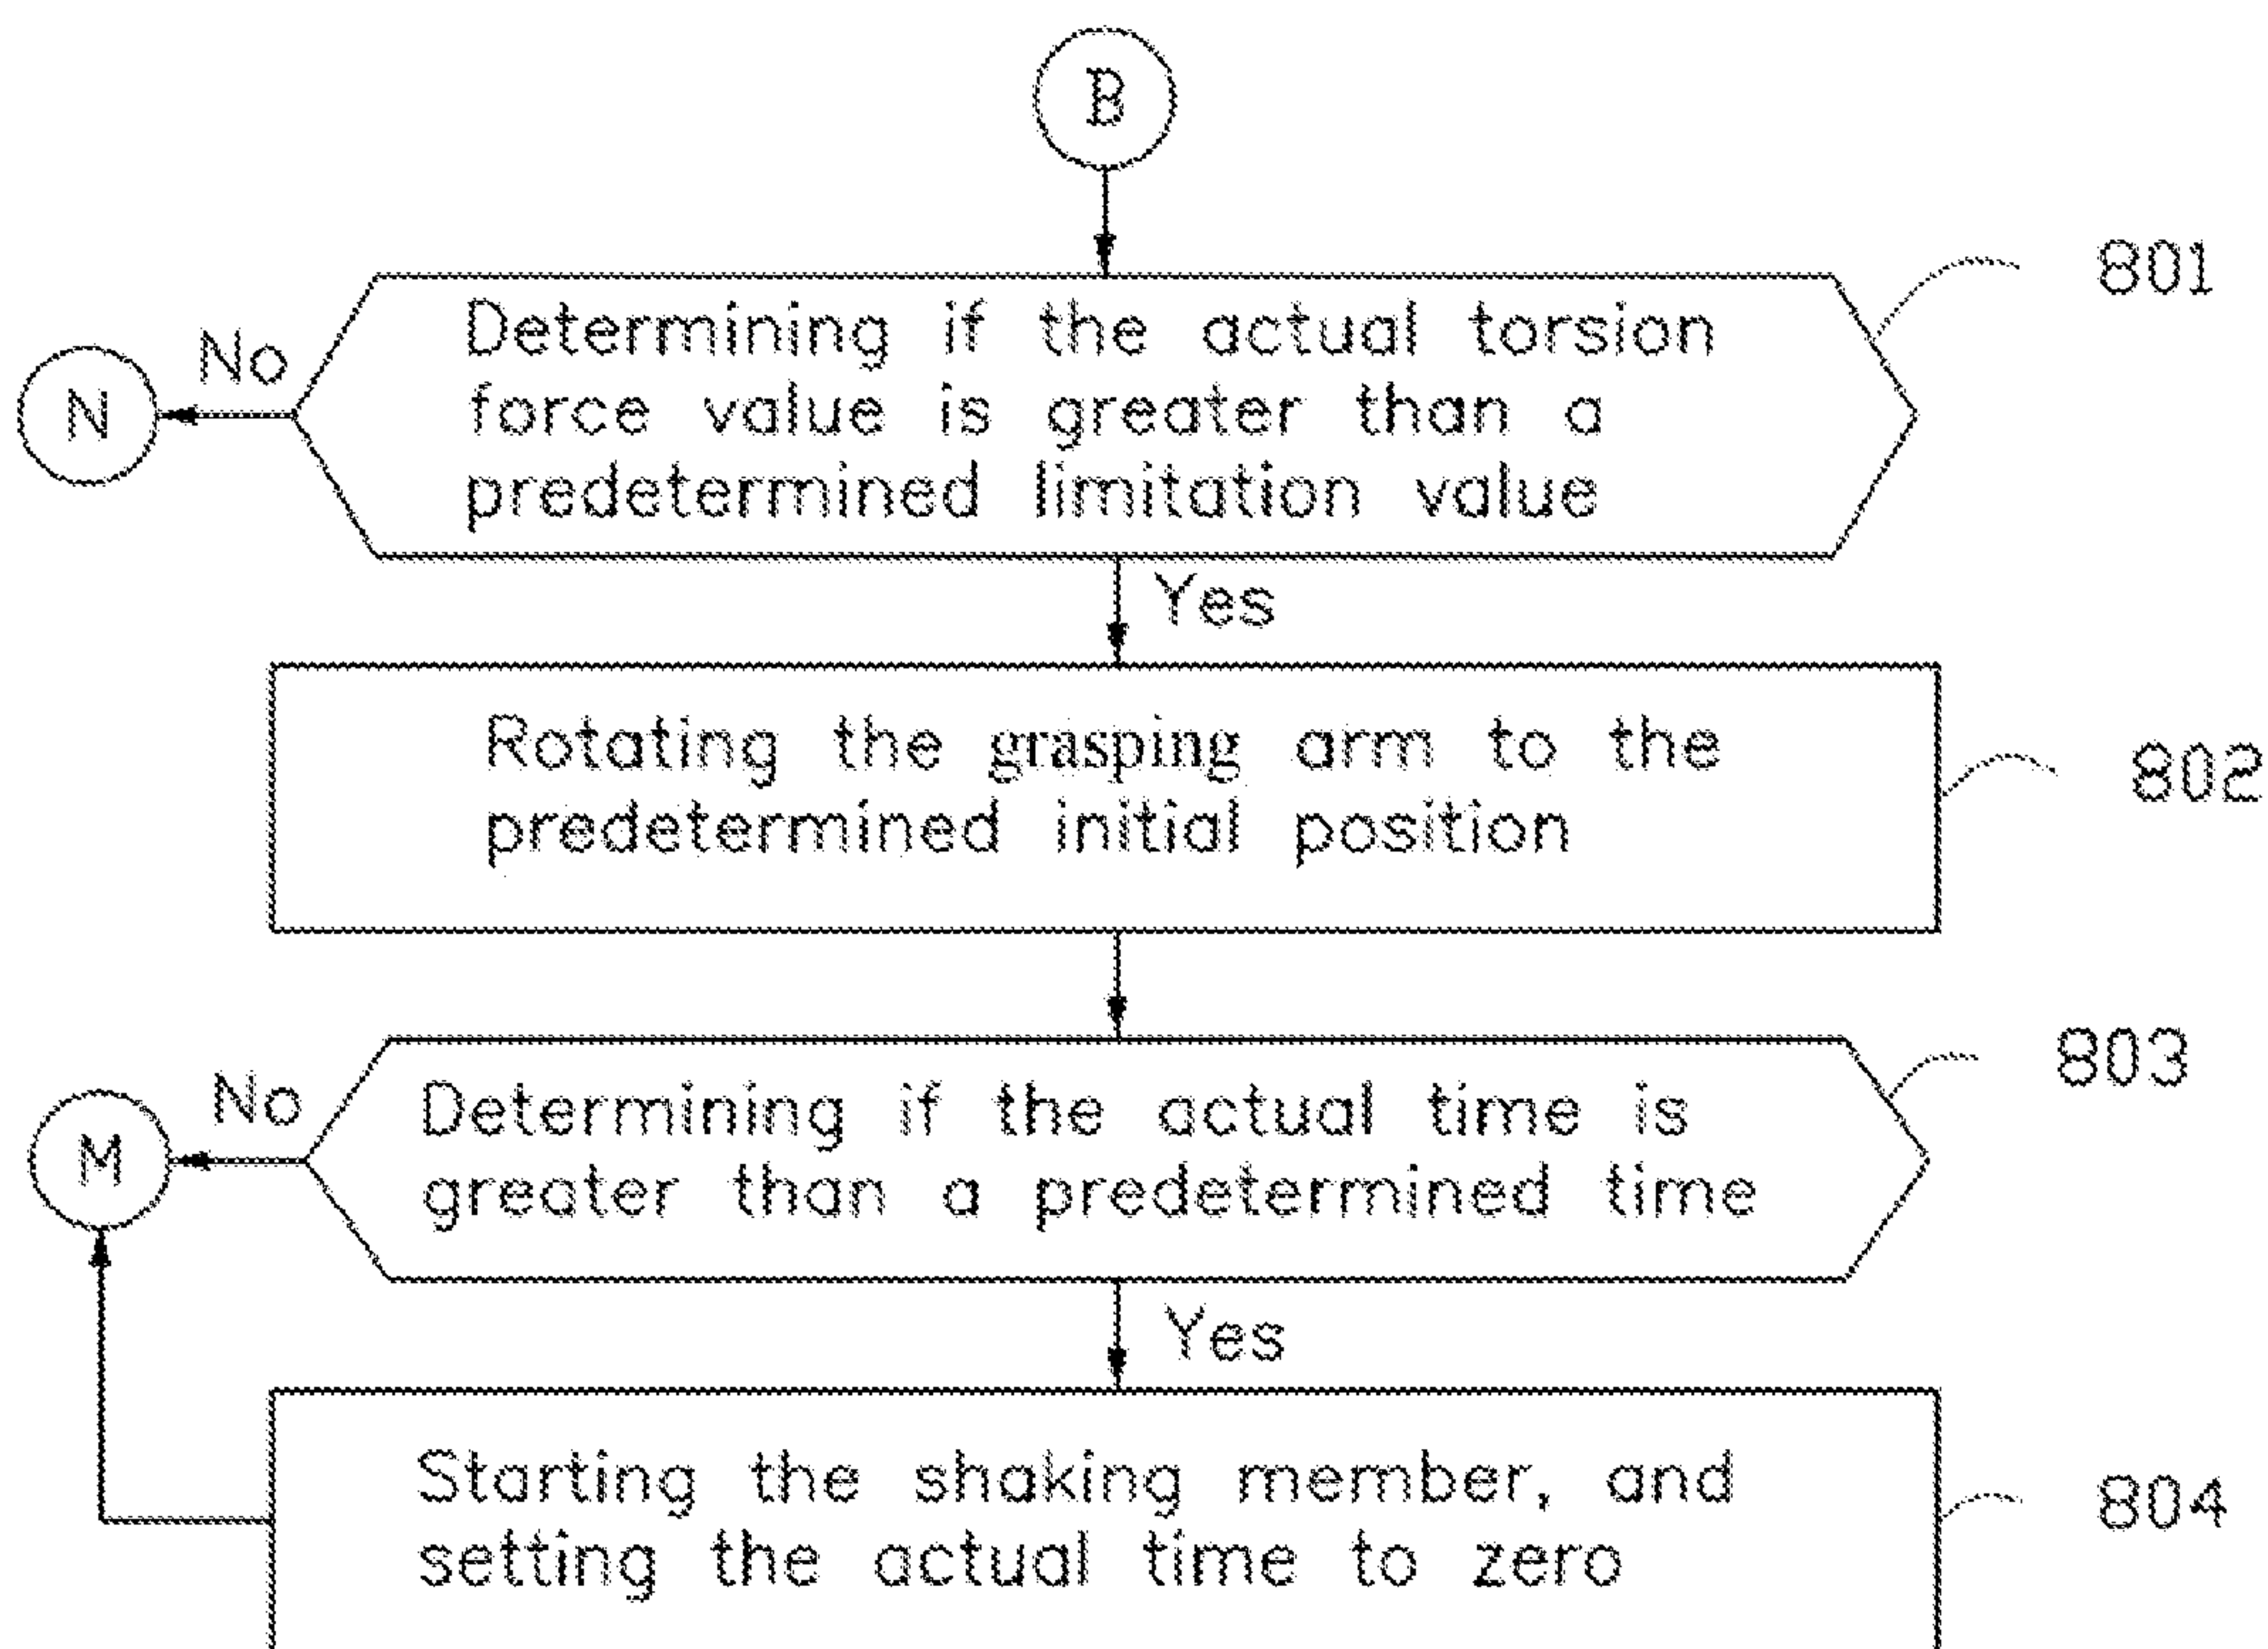 B
801
Determining if the actual torsion
force value is greater than a
predetermined limitation value
No
N
Yes
Rotating the grasping arm to the
predetermined initial position
802
803
Determining if the actual time is
greater than a predetermined time
No
M
Yes
Starting the shaking member, and
setting the actual time to zero
804